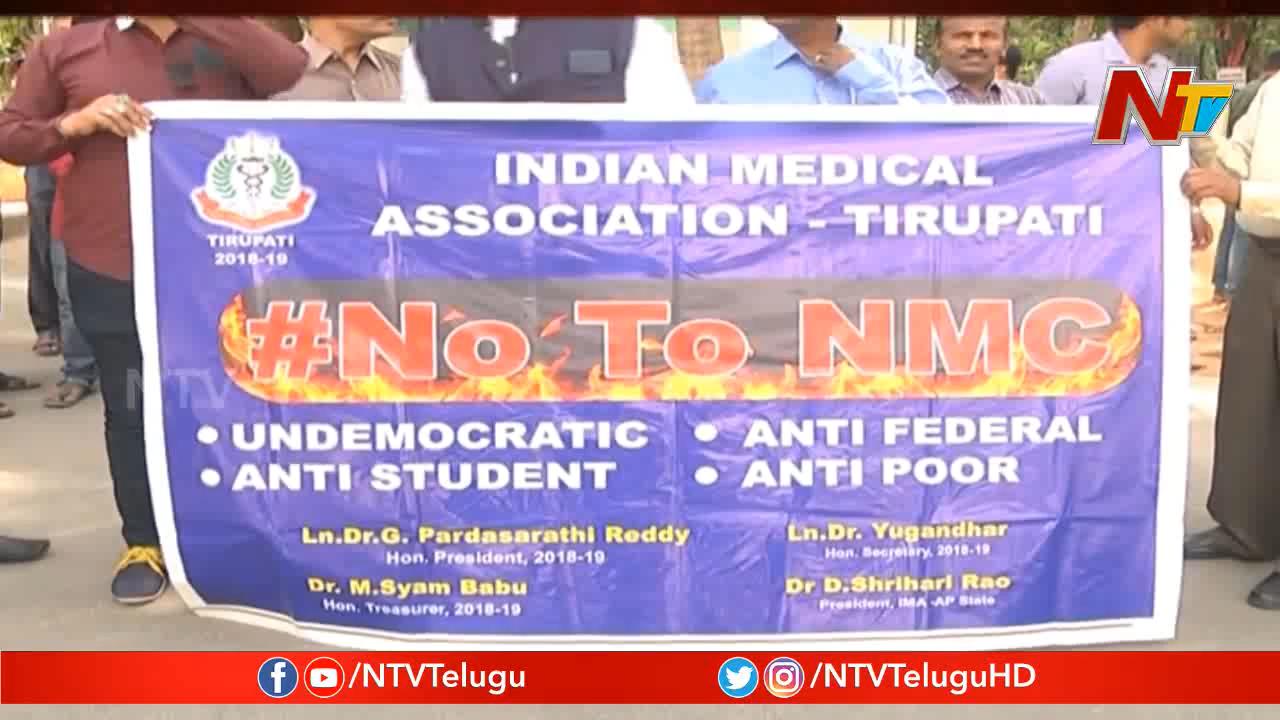 NTV
INDIAN MEDICAL
ASSOCIATION - TIRUPATI
TIRUPATI
2018-19
#No To NMC
• UNDEMOCRATIC
• ANTI STUDENT
• ANTI FEDERAL
• ANTI POOR
NTV
Ln.Dr.G. Pardasarathi Reddy
Hon. President, 2018-19
Ln.Dr. Yugandhar
Hon. Secretary, 2018-19
Dr. M.Syam Babu
Hon. Treasurer, 2018-19
Dr D.Shrihari Rao
President, IMA -AP State
/NTVTelugu
/NTVTeluguHD